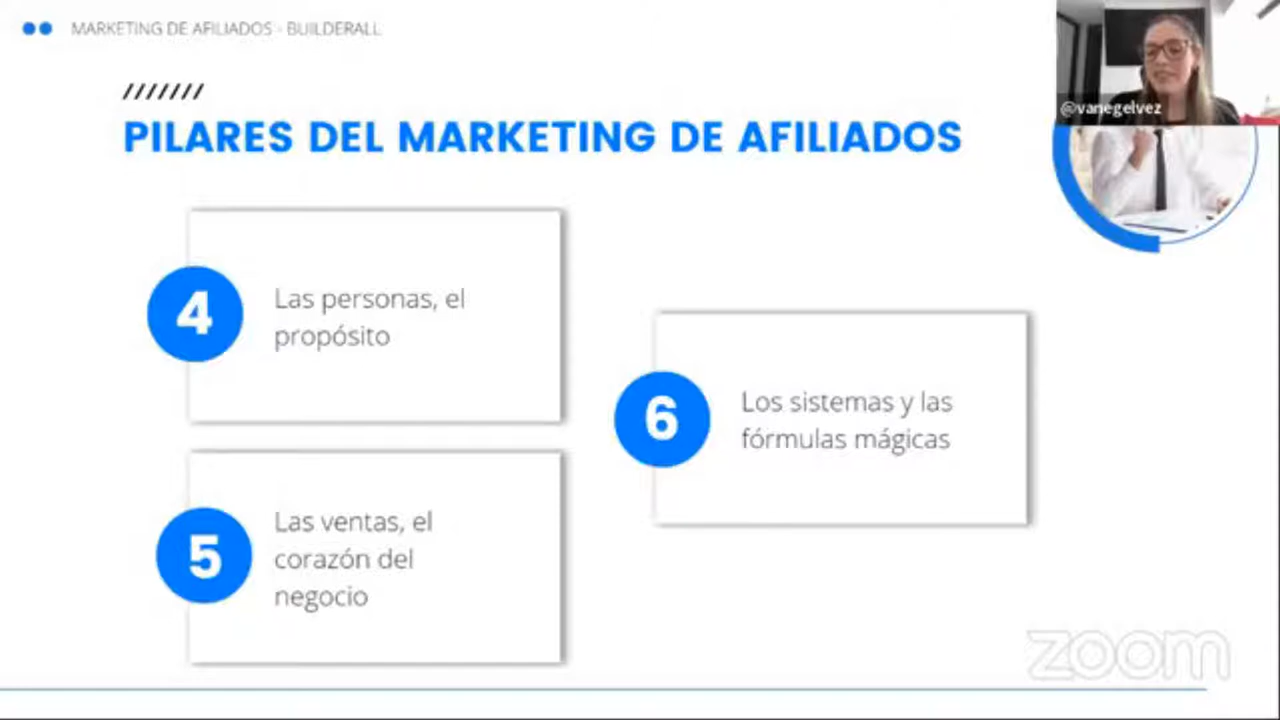 MARKETING DE AFILIADOS - BUILDERALL
@vanegelvez
PILARES DEL MARKETING DE AFILIADOS
4
Las personas, el
propósito
5
Las ventas, el
corazón del
negocio
6
Los sistemas y las
fórmulas mágicas
zoom